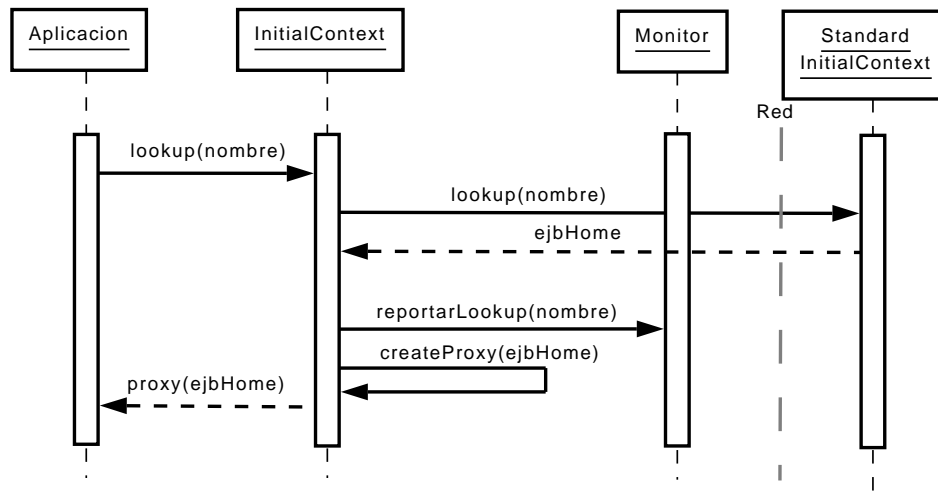 Aplicacion
InitialContext
Monitor
Standard
InitialContext
Red
lookup(nombre)
lookup(nombre)
ejbHome
reportarLookup(nombre)
createProxy(ejbHome)
proxy(ejbHome)